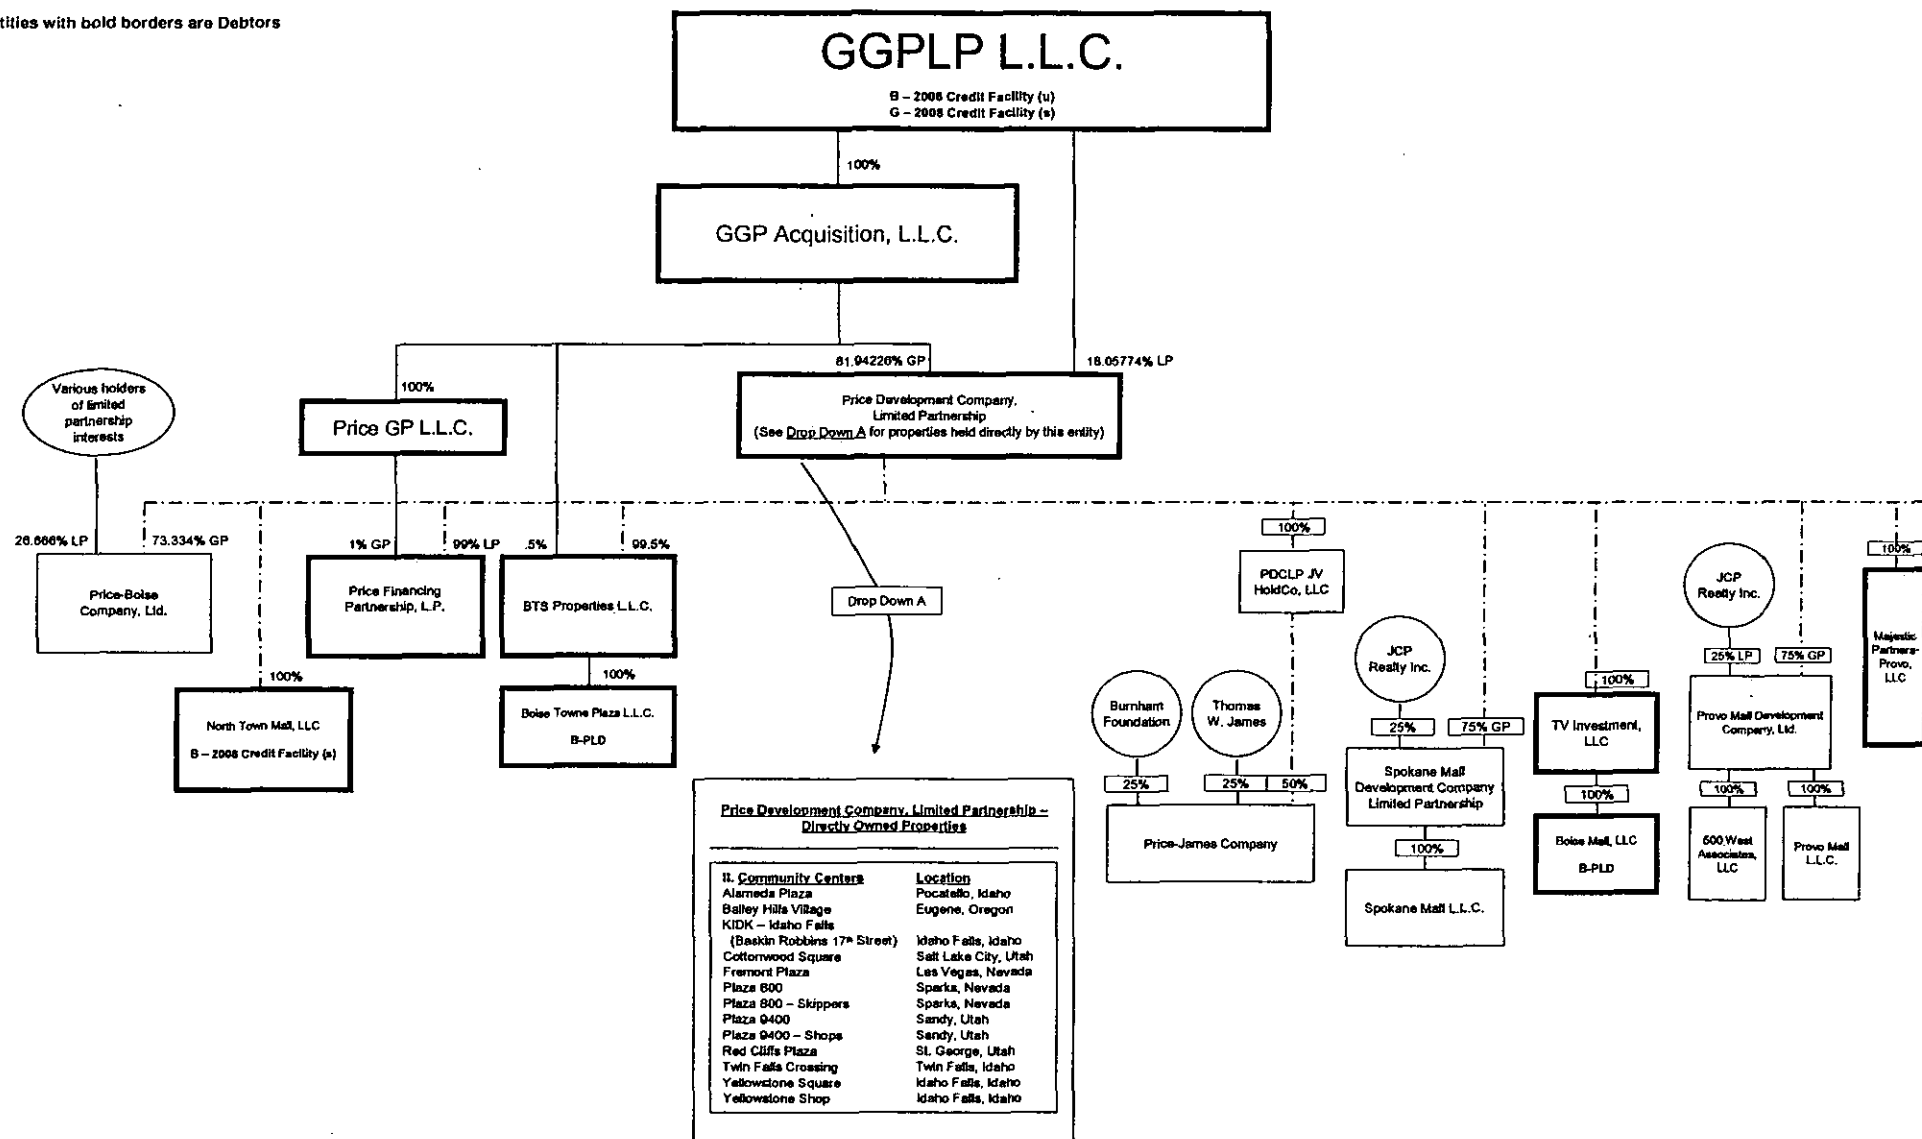 tities with bold borders are Debtors
GGPLP L.L.C.
B – 2006 Credit Facility (u)
G – 2008 Credit Facility (s)
100%
GGP Acquisition, L.L.C.
81.94226% GP
18.05774% LP
100%
Various holders
of limited
partnership
interests
Price GP L.L.C.
Price Development Company,
Limited Partnership
(See Drop Down A for properties held directly by this entity)
26.666% LP
73.334% GP
1% GP
99% LP
.5%
99.5%
100%
100%
Price-Boise
Company, Ltd.
Price Financing
Partnership, L.P.
BTS Properties L.L.C.
Drop Down A
PDCLP JV
HoldCo, LLC
JCP
Realty Inc.
Majestic
Partners-
Provo,
LLC
JCP
Realty Inc.
25% LP
75% GP
100%
100%
100%
North Town Mall, LLC
B – 2008 Credit Facility (s)
Boise Towne Plaza L.L.C.
B-PLD
Burnham
Foundation
Thomas
W. James
25%
75% GP
TV Investment,
LLC
Provo Mall Development
Company, Ltd.
25%
25%
50%
Spokane Mall
Development Company
Limited Partnership
100%
100%
100%
Price-James Company
100%
Boise Mall, LLC
B-PLD
500 West
Associates,
LLC
Provo Mall
L.L.C.
Spokane Mall L.L.C.
Price Development Company, Limited Partnership –
Directly Owned Properties
II. Community Centers Location
Alameda Plaza Pocatello, Idaho
Bailey Hills Village Eugene, Oregon
KIDK – Idaho Falls
(Baskin Robbins 17th Street) Idaho Falls, Idaho
Cottonwood Square Salt Lake City, Utah
Fremont Plaza Las Vegas, Nevada
Plaza 800 Sparks, Nevada
Plaza 800 – Skippers Sparks, Nevada
Plaza 9400 Sandy, Utah
Plaza 9400 – Shops Sandy, Utah
Red Cliffs Plaza St. George, Utah
Twin Falls Crossing Twin Falls, Idaho
Yellowstone Square Idaho Falls, Idaho
Yellowstone Shop Idaho Falls, Idaho